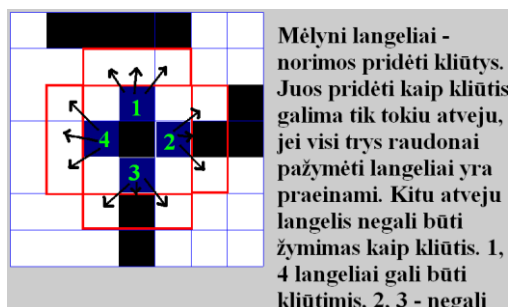 Mėlyni langeliai -
norimos pridėti kliūtys.
Juos pridėti kaip kliūtis
galima tik tokiu atveju,
jei visi trys raudonai
pažymėti langeliai yra
praeinami. Kitu atveju
langelis negali būti
žymimas kaip kliūtis. 1,
4 langeliai gali būti
kliūtimis. 2, 3 - negali
1
4
2
3